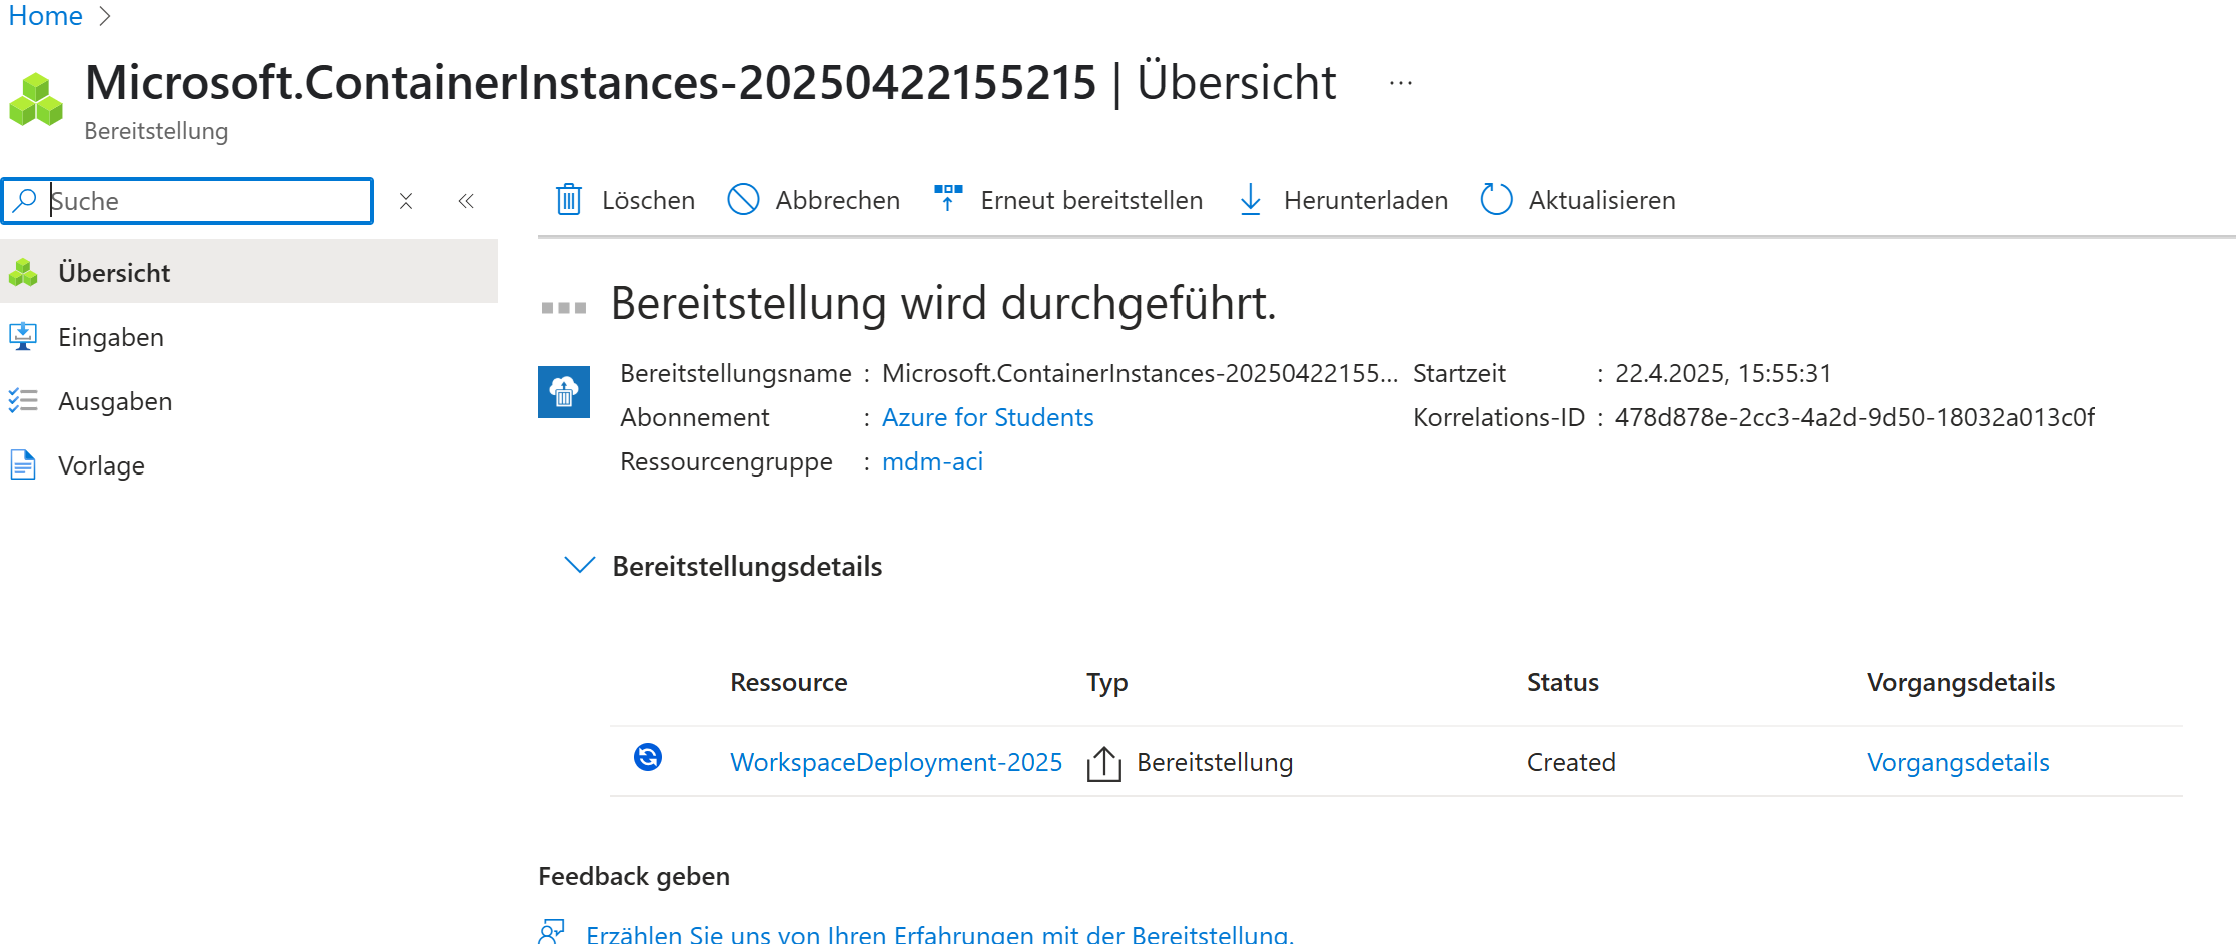 Home
Microsoft.ContainerInstances-20250422155215 | Übersicht ...
Bereitstellung
Suche
Löschen Abbrechen Erneut bereitstellen Herunterladen Aktualisieren
Übersicht
Eingaben
Ausgaben
Vorlage
Bereitstellung wird durchgeführt.
Bereitstellungsname : Microsoft.ContainerInstances-20250422155... Startzeit : 22.4.2025, 15:55:31
Abonnement : Azure for Students Korrelations-ID : 478d878e-2cc3-4a2d-9d50-18032a013c0f
Ressourcengruppe : mdm-aci
Bereitstellungsdetails
Ressource Typ Status Vorgangsdetails
WorkspaceDeployment-2025 Bereitstellung Created Vorgangsdetails
Feedback geben
Erzählen Sie uns von Ihren Erfahrungen mit der Bereitstellung.